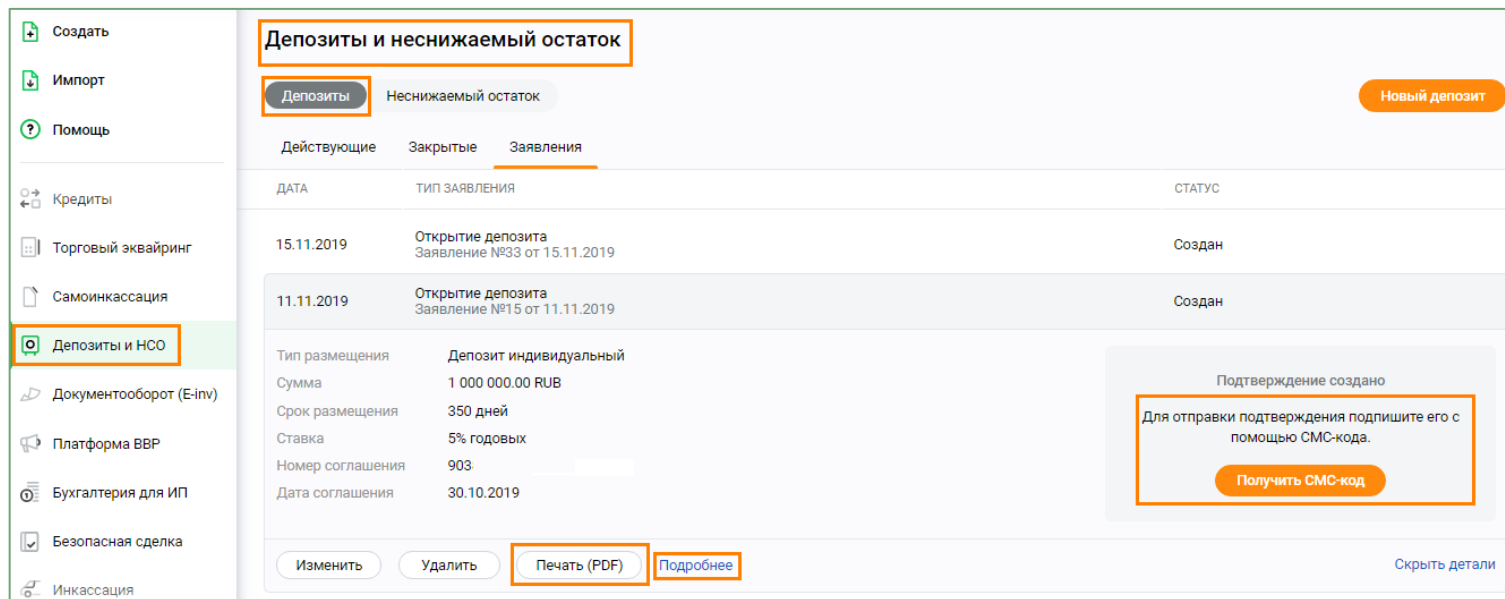 Создать
Импорт
Помощь
Кредиты
Торговый эквайринг
Самоинкассация
Депозиты и НСО
Документооборот (E-inv)
Платформа ВВР
Бухгалтерия для ИП
Безопасная сделка
Инкассация
Депозиты и неснижаемый остаток
Депозиты Неснижаемый остаток Новый депозит
Действующие Закрытые Заявления
ДАТА ТИП ЗАЯВЛЕНИЯ СТАТУС
15.11.2019 Открытие депозита Создан
Заявление №33 от 15.11.2019
11.11.2019 Открытие депозита Создан
Заявление №15 от 11.11.2019
Тип размещения Депозит индивидуальный
Сумма 1 000 000.00 RUB
Срок размещения 350 дней
Ставка 5% годовых
Номер соглашения 903
Дата соглашения 30.10.2019
Подтверждение создано
Для отправки подтверждения подпишите его с
помощью СМС-кода.
Получить СМС-код
Изменить Удалить Печать (PDF) Подробнее Скрыть детали